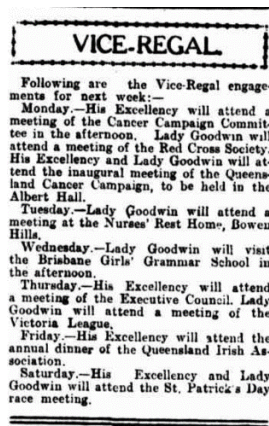 VICE-REGAL.
Following are the Vice-Regal engage-
ments for next week:—
Monday.—His Excellency will attend a
meeting of the Cancer Campaign Commit-
tee in the afternoon. Lady Goodwin will
attend a meeting of the Red Cross Society.
His Excellency and Lady Goodwin will at-
tend the inaugural meeting of the Queens-
land Cancer Campaign, to be held in the
Albert Hall.
Tuesday.—Lady Goodwin will attend a
meeting at the Nurses' Rest Home, Bowen
Hills.
Wednesday.—Lady Goodwin will visit
the Brisbane Girls' Grammar School in
the afternoon.
Thursday.—His Excellency will attend
a meeting of the Executive Council. Lady
Goodwin will attend a meeting of the
Victoria League.
Friday.—His Excellency will attend the
annual dinner of the Queensland Irish As-
sociation.
Saturday.—His Excellency and Lady
Goodwin will attend the St. Patrick's Day
race meeting.